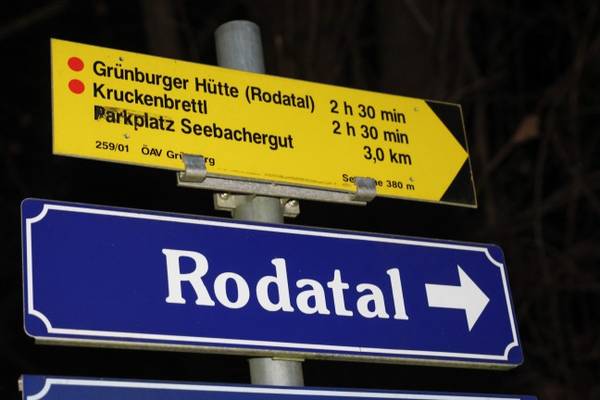 Grünburger Hütte (Rodatal) 2 h 30 min
Kruckenbrettl 2 h 30 min
Parkplatz Seebachergut 3,0 km
259/01 ÖAV 380 m
Rodatal